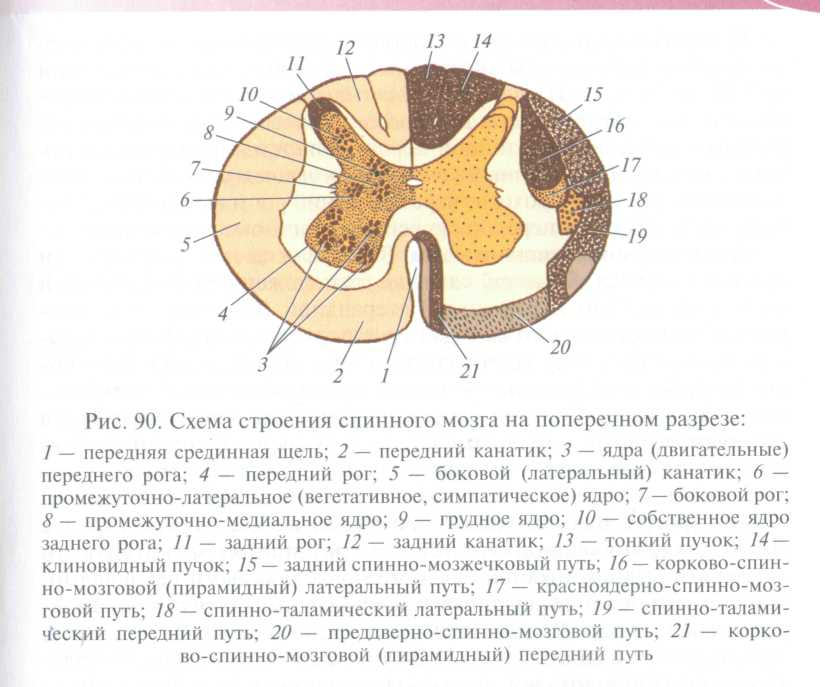 13
14
12
11
10
15
9
8
16
7
17
6
18
5
19
4
20
3
21
2
1
Рис. 90. Схема строения спинного мозга на поперечном разрезе:
1 — передняя срединная щель; 2 — передний канатик; 3 — ядра (двигательные)
переднего рога; 4 — передний рог; 5 — боковой (латеральный) канатик; 6 —
промежуточно-латеральное (вегетативное, симпатическое) ядро; 7 — боковой рог;
8 — промежуточно-медиальное ядро; 9 — грудное ядро; 10 — собственное ядро
заднего рога; 11 — задний рог; 12 — задний канатик; 13 — тонкий пучок; 14 —
клиновидный пучок; 15 — задний спинно-мозжечковый путь; 16 — корково-спин-
но-мозговой (пирамидный) латеральный путь; 17 — красноядерно-спинно-моз-
говой путь; 18 — спинно-таламический латеральный путь; 19 — спинно-талами-
ческий передний путь; 20 — преддверно-спинно-мозговой путь; 21 — корко-
во-спинно-мозговой (пирамидный) передний путь